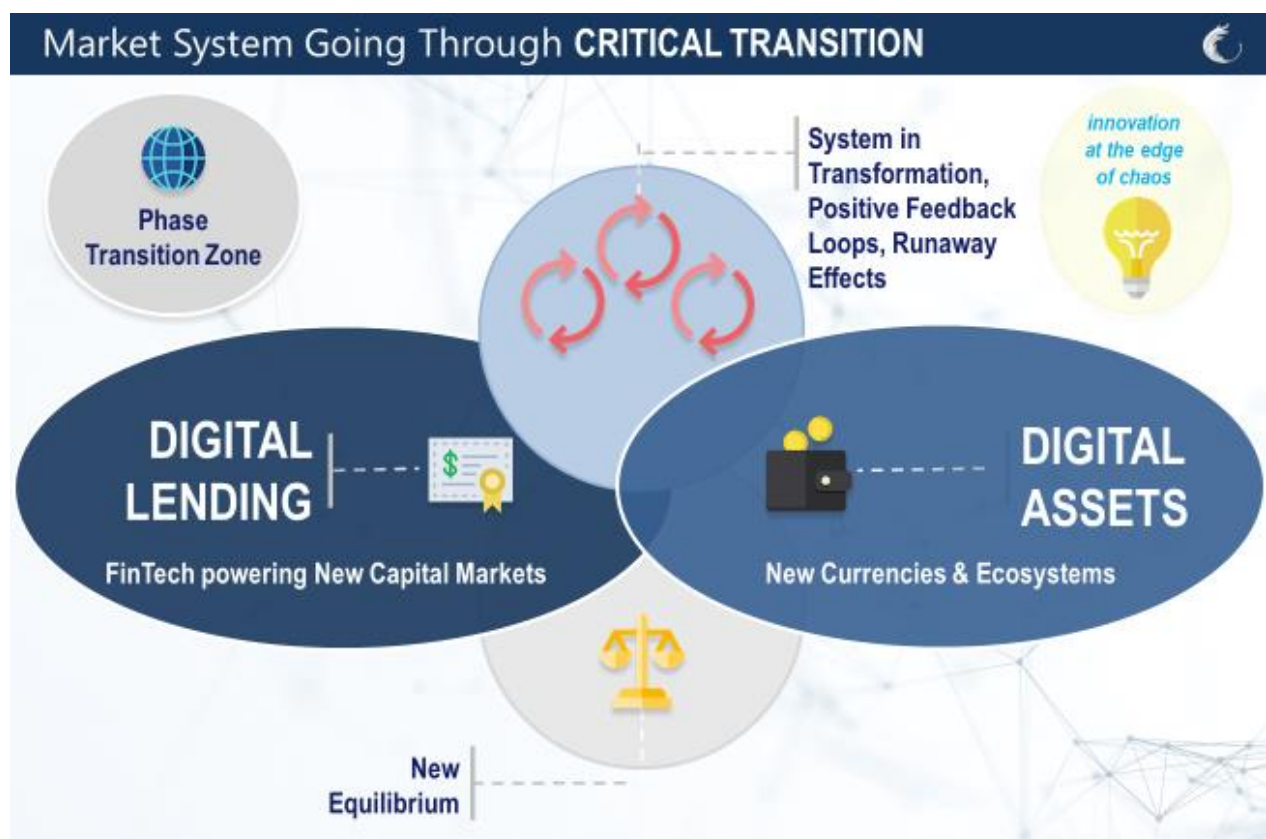 Market System Going Through CRITICAL TRANSITION
Phase
Transition Zone
System in
Transformation,
Positive Feedback
Loops, Runaway
Effects
innovation
at the edge
of chaos
DIGITAL
LENDING
$
FinTech powering New Capital Markets
DIGITAL
ASSETS
New Currencies & Ecosystems
New
Equilibrium